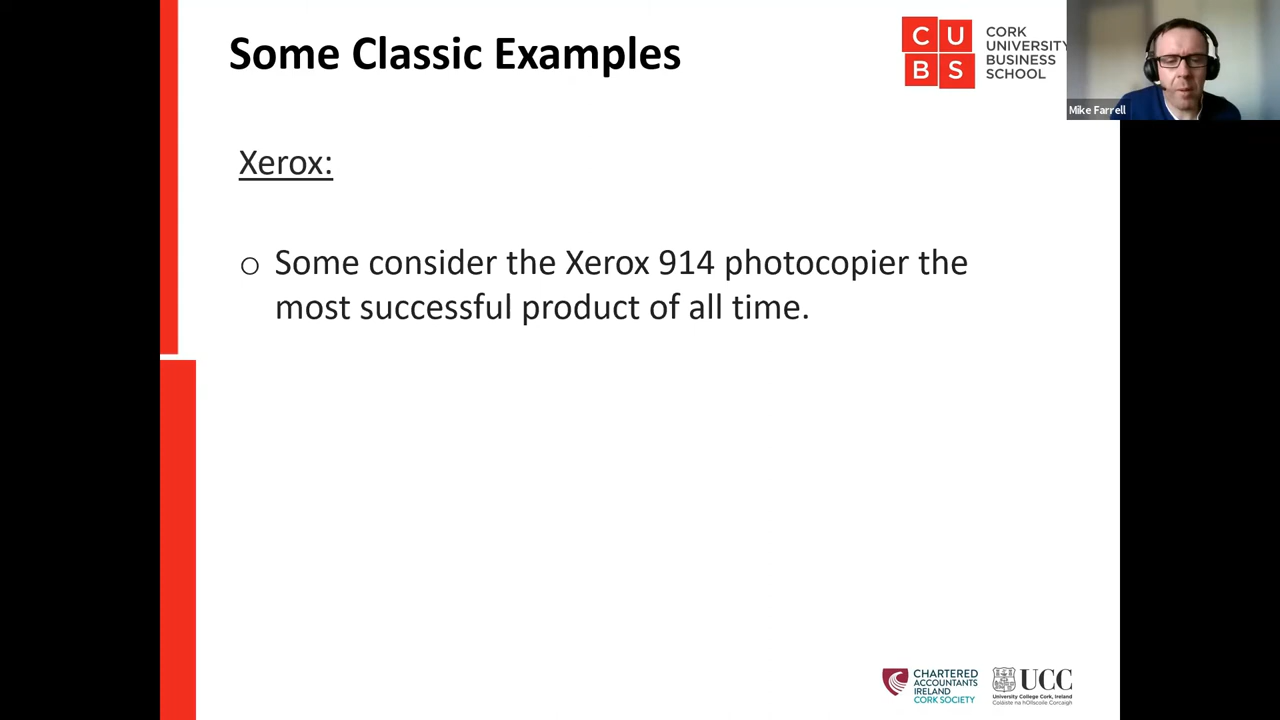 Some Classic Examples
C U
B S
CORK
UNIVERSITY
BUSINESS
SCHOOL
Mike Farrell
Xerox:
o Some consider the Xerox 914 photocopier the
most successful product of all time.
CHARTERED
ACCOUNTANTS
IRELAND
CORK SOCIETY
UCC
University College Cork, Ireland
Coláiste na hOllscoile Corcaigh